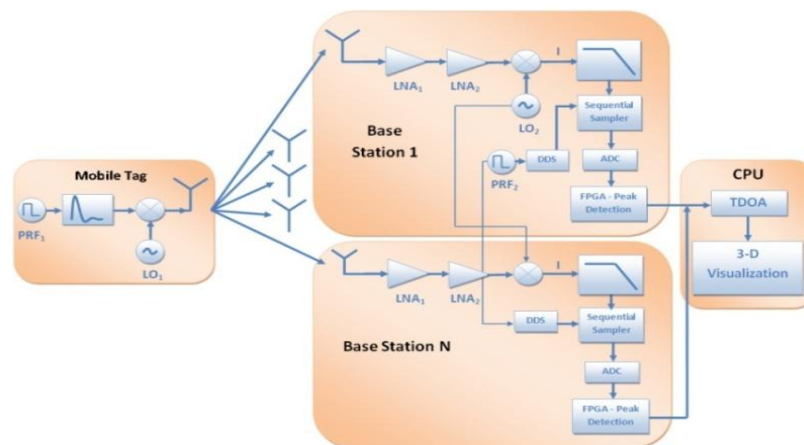 Mobile Tag
PRF₁
LO₁
LNA₁
LNA₂
I
LO₂
Base
Station 1
PRF₂
DDS
Sequential
Sampler
ADC
FPGA - Peak
Detection
Base Station N
LNA₁
LNA₂
I
DDS
Sequential
Sampler
ADC
FPGA - Peak
Detection
CPU
TDOA
3-D
Visualization